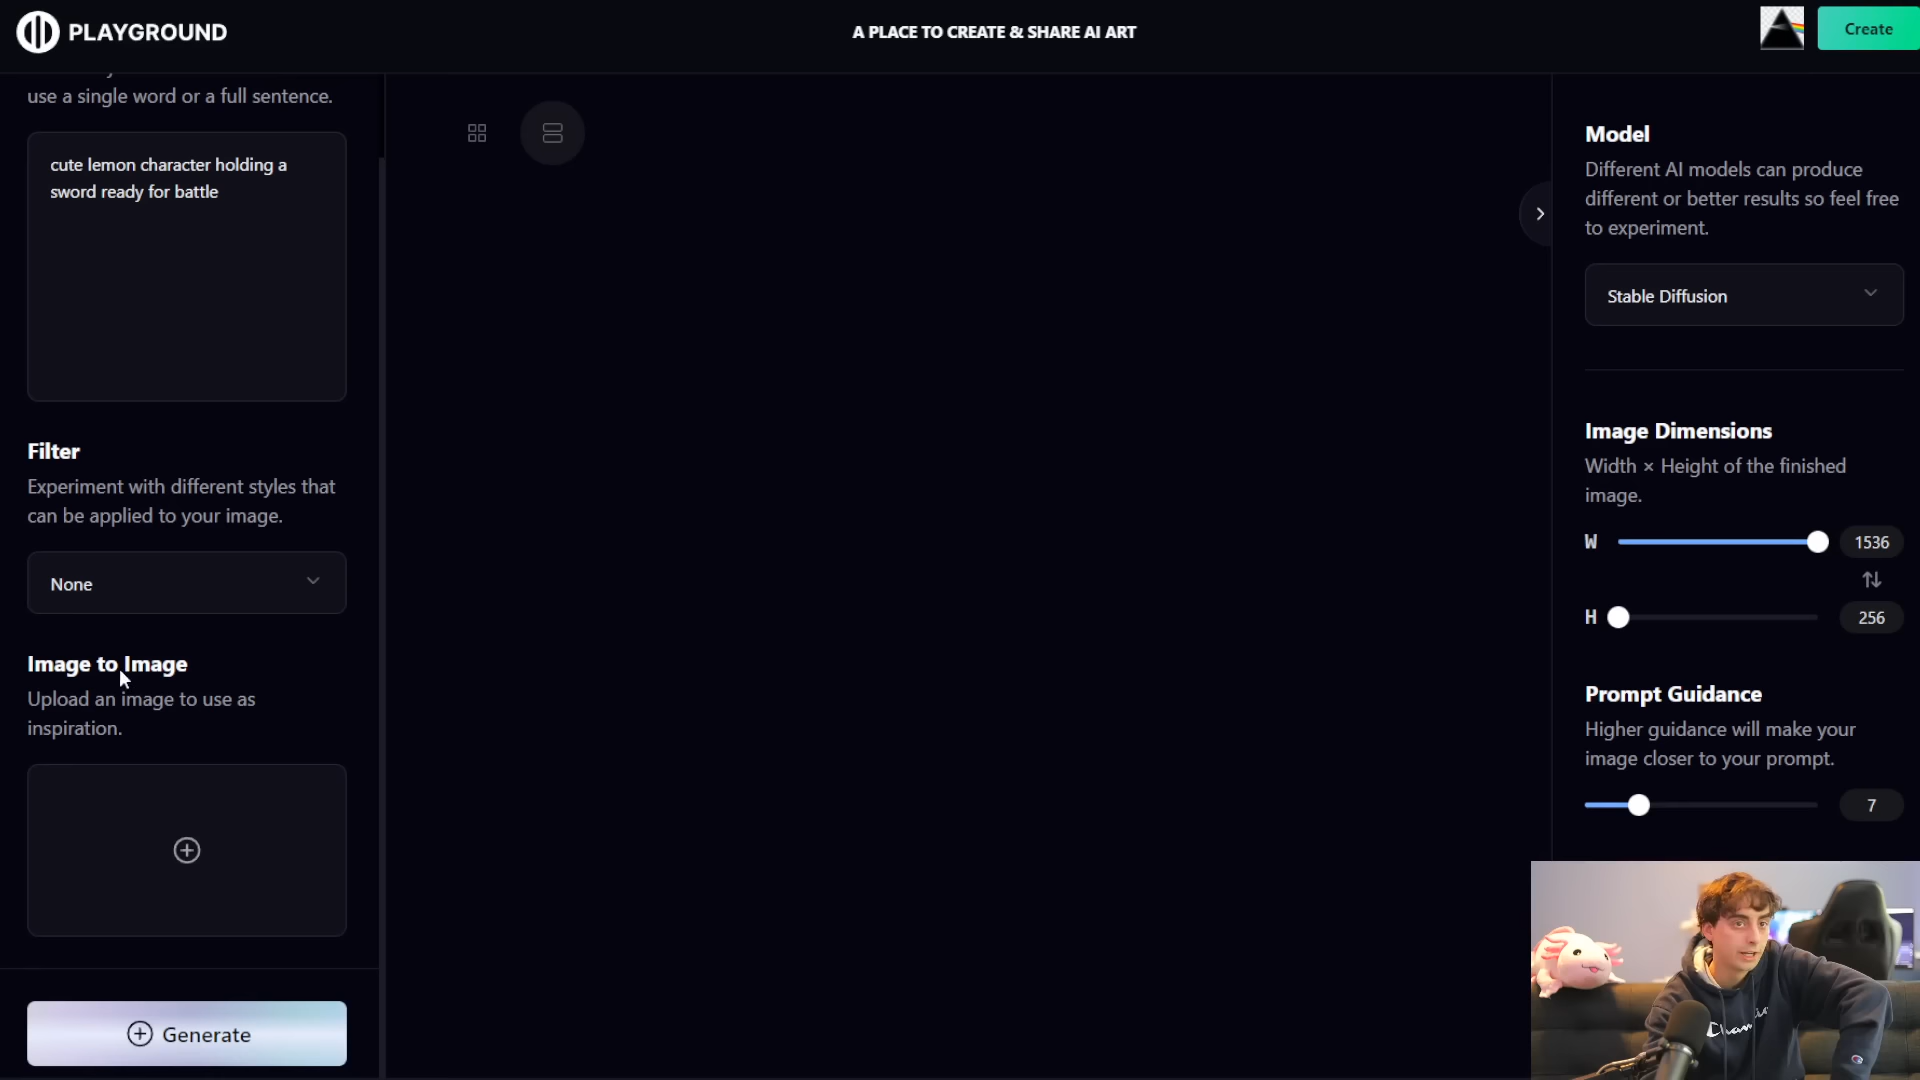 PLAYGROUND
A PLACE TO CREATE & SHARE AI ART
Create
use a single word or a full sentence.
cute lemon character holding a
sword ready for battle
Filter
Experiment with different styles that
can be applied to your image.
None
Image to Image
Upload an image to use as
inspiration.
Generate
Model
Different AI models can produce
different or better results so feel free
to experiment.
Stable Diffusion
Image Dimensions
Width × Height of the finished
image.
W 1536
H 256
Prompt Guidance
Higher guidance will make your
image closer to your prompt.
7